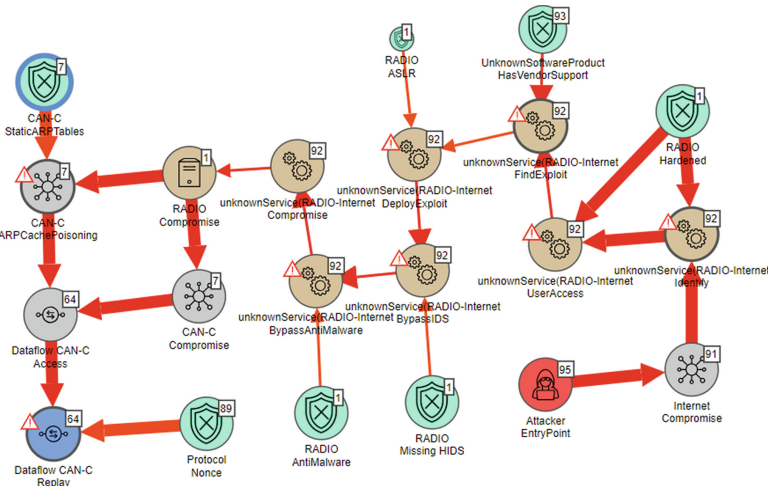 7
CAN-C
StaticARPTables
7
CAN-C
ARPCachePoisoning
1
RADIO
Compromise
92
unknownService(RADIO-Internet
Compromise
1
RADIO
ASLR
92
unknownService(RADIO-Internet
DeployExploit
93
UnknownSoftwareProduct
HasVendorSupport
92
unknownService(RADIO-Internet
FindExploit
1
RADIO
Hardened
92
unknownService(RADIO-Internet
UserAccess
92
unknownService(RADIO-Internet
Identify
64
Dataflow CAN-C
Access
7
CAN-C
Compromise
92
unknownService(RADIO-Internet
BypassAntiMalware
92
unknownService(RADIO-Internet
BypassIDS
64
Dataflow CAN-C
Replay
89
Protocol
Nonce
1
RADIO
AntiMalware
1
RADIO
Missing HIDS
95
Attacker
EntryPoint
91
Internet
Compromise